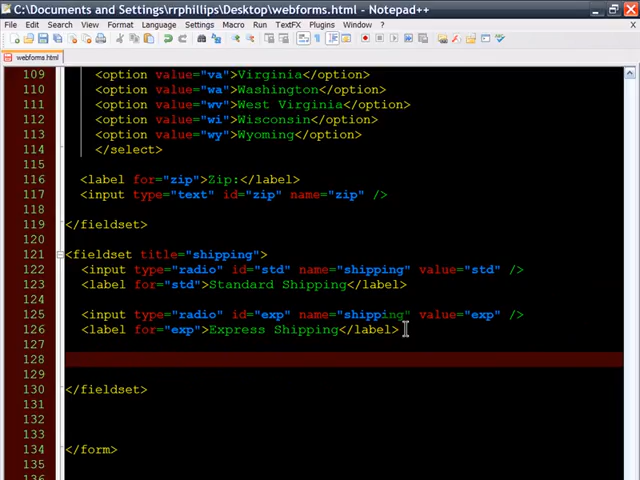 C:\Documents and Settings\rrphillips\Desktop\webforms.html - Notepad++
File Edit Search View Format Language Settings Macro Run TextFX Plugins Window ?
webforms.html
109 <option value="va">Virginia</option>
110 <option value="wa">Washington</option>
111 <option value="wv">West Virginia</option>
112 <option value="wi">Wisconsin</option>
113 <option value="wy">Wyoming</option>
114 </select>
115
116 <label for="zip">Zip:</label>
117 <input type="text" id="zip" name="zip" />
118
119 </fieldset>
120
121 <fieldset title="shipping">
122 <input type="radio" id="std" name="shipping" value="std" />
123 <label for="std">Standard Shipping</label>
124
125 <input type="radio" id="exp" name="shipping" value="exp" />
126 <label for="exp">Express Shipping</label>
127
128
129
130 </fieldset>
131
132
133
134 </form>
135
136